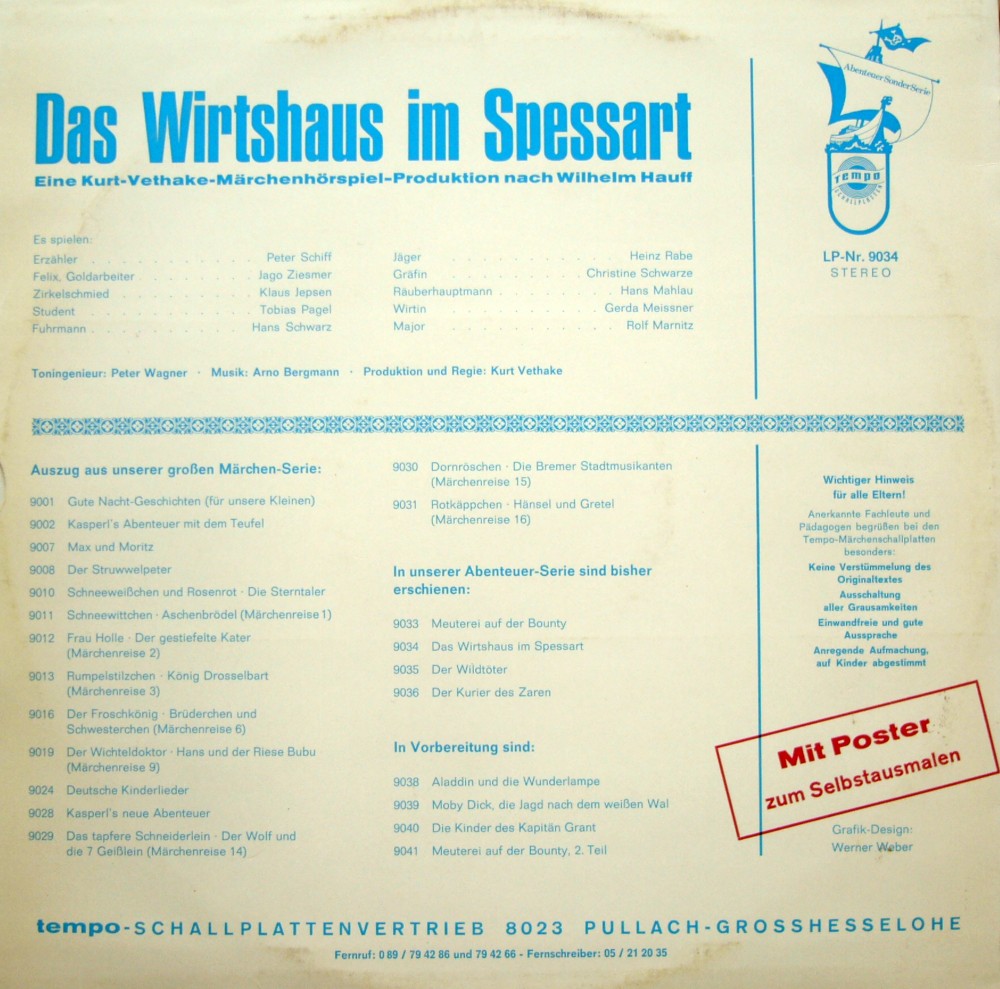 Das Wirtshaus im Spessart
Eine Kurt-Vethake-Märchenhörspiel-Produktion nach Wilhelm Hauff
Es spielen:
Erzähler . . . . . . . . . . . Peter Schiff
Felix, Goldarbeiter . . . . . . . . Jago Ziesmer
Zirkelschmied . . . . . . . . . Klaus Jepsen
Student . . . . . . . . . . . Tobias Pagel
Fuhrmann . . . . . . . . . . Hans Schwarz
Jäger . . . . . . . . . . . Heinz Rabe
Gräfin . . . . . . . . . Christine Schwarze
Räuberhauptmann . . . . . . . . Hans Mahlau
Wirtin . . . . . . . . . . Gerda Meissner
Major . . . . . . . . . . . Rolf Marnitz
Toningenieur: Peter Wagner · Musik: Arno Bergmann · Produktion und Regie: Kurt Vethake
AbenteuerSonderSerie
tempo
SCHALLPLATTEN
LP-Nr. 9034
STEREO
Auszug aus unserer großen Märchen-Serie:
9001 Gute Nacht-Geschichten (für unsere Kleinen)
9002 Kasperl's Abenteuer mit dem Teufel
9007 Max und Moritz
9008 Der Struwwelpeter
9010 Schneeweißchen und Rosenrot · Die Sterntaler
9011 Schneewittchen · Aschenbrödel (Märchenreise 1)
9012 Frau Holle · Der gestiefelte Kater
(Märchenreise 2)
9013 Rumpelstilzchen · König Drosselbart
(Märchenreise 3)
9016 Der Froschkönig · Brüderchen und
Schwesterchen (Märchenreise 6)
9019 Der Wichteldoktor · Hans und der Riese Bubu
(Märchenreise 9)
9024 Deutsche Kinderlieder
9028 Kasperl's neue Abenteuer
9029 Das tapfere Schneiderlein · Der Wolf und
die 7 Geißlein (Märchenreise 14)
9030 Dornröschen · Die Bremer Stadtmusikanten
(Märchenreise 15)
9031 Rotkäppchen · Hänsel und Gretel
(Märchenreise 16)
In unserer Abenteuer-Serie sind bisher
erschienen:
9033 Meuterei auf der Bounty
9034 Das Wirtshaus im Spessart
9035 Der Wildtöter
9036 Der Kurier des Zaren
In Vorbereitung sind:
9038 Aladdin und die Wunderlampe
9039 Moby Dick, die Jagd nach dem weißen Wal
9040 Die Kinder des Kapitän Grant
9041 Meuterei auf der Bounty, 2. Teil
Wichtiger Hinweis
für alle Eltern!
Anerkannte Fachleute und
Pädagogen begrüßen bei den
Tempo-Märchenschallplatten
besonders:
Keine Verstümmelung des
Originaltextes
Ausschaltung
aller Grausamkeiten
Einwandfreie und gute
Aussprache
Anregende Aufmachung,
auf Kinder abgestimmt
Mit Poster
zum Selbstausmalen
Grafik-Design:
Werner Weber
tempo-SCHALLPLATTENVERTRIEB 8023 PULLACH-GROSSHESSELOHE
Fernruf: 0 89 / 79 42 86 und 79 42 66 - Fernschreiber: 05 / 21 20 35